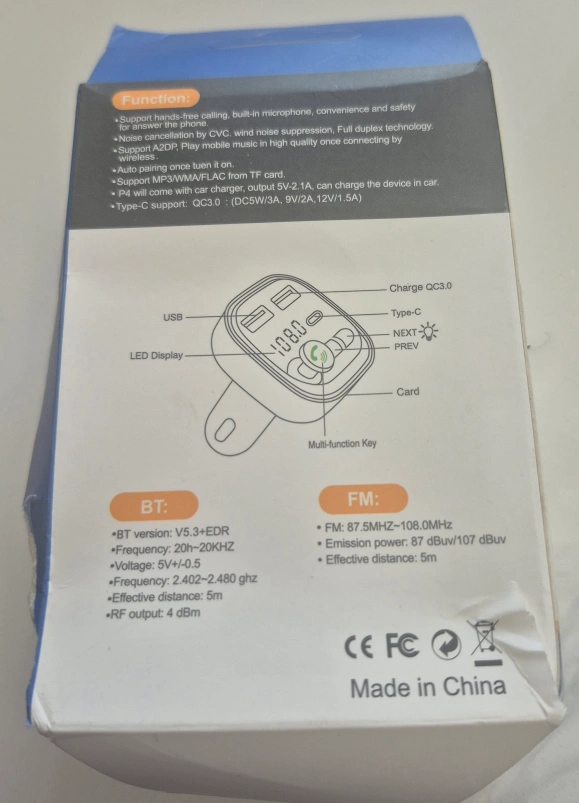 Function:
•Support hands-free calling, built-in microphone, convenience and safety
for answer the phone.
•Noise cancellation by CVC. wind noise suppression, Full duplex technology.
•Support A2DP, Play mobile music in high quality once connecting by
wireless.
•Auto pairing once tuen it on.
•Support MP3/WMA/FLAC from TF card.
• P4 will come with car charger, output 5V-2.1A, can charge the device in car.
•Type-C support: QC3.0 : (DC5W/3A, 9V/2A,12V/1.5A)
Charge QC3.0
USB
Type-C
108.0
NEXT
LED Display
PREV
Card
Multi-function Key
BT:
•BT version: V5.3+EDR
•Frequency: 20h~20KHZ
•Voltage: 5V+/-0.5
•Frequency: 2.402~2.480 ghz
•Effective distance: 5m
•RF output: 4 dBm
FM:
• FM: 87.5MHZ~108.0MHz
• Emission power: 87 dBuv/107 dBuv
• Effective distance: 5m
CE FC
Made in China